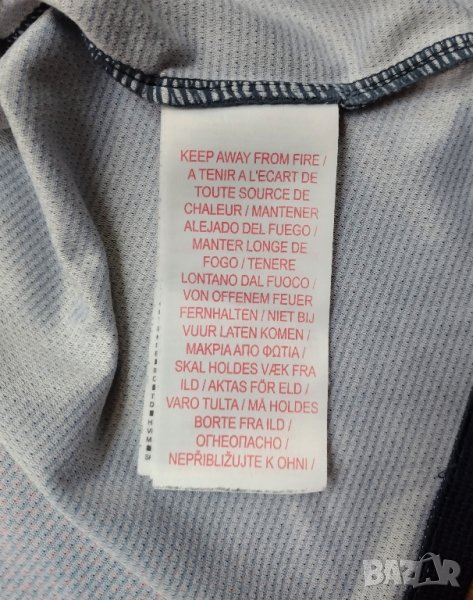 KEEP AWAY FROM FIRE /
A TENIR A L'ECART DE
TOUTE SOURCE DE
CHALEUR / MANTENER
ALEJADO DEL FUEGO /
MANTER LONGE DE
FOGO / TENERE
LONTANO DAL FUOCO /
VON OFFENEM FEUER
FERNHALTEN / NIET BIJ
VUUR LATEN KOMEN /
ΜΑΚΡΙΑ ΑΠΟ ΦΩΤΙΑ /
SKAL HOLDES VÆK FRA
ILD / AKTAS FÖR ELD /
VARO TULTA / MÅ HOLDES
BORTE FRA ILD /
ОГНЕОПАСНО /
NEPŘIBLIŽUJTE K OHNI /
BAZAR